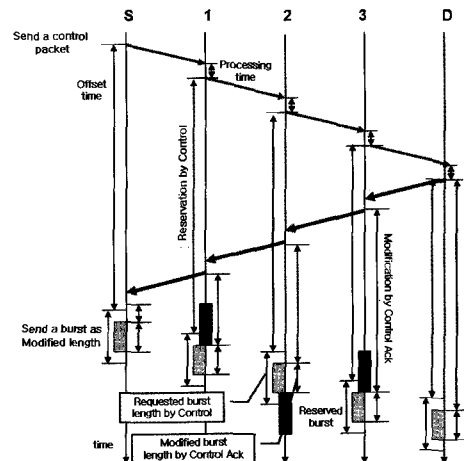 S 1 2 3 D
Send a control
packet
Processing
time
Offset
time
Reservation by Control
Modification by Control Ack
Send a burst as
Modified length
Requested burst
length by Control
Reserved
burst
time
Modified burst
length by Control Ack